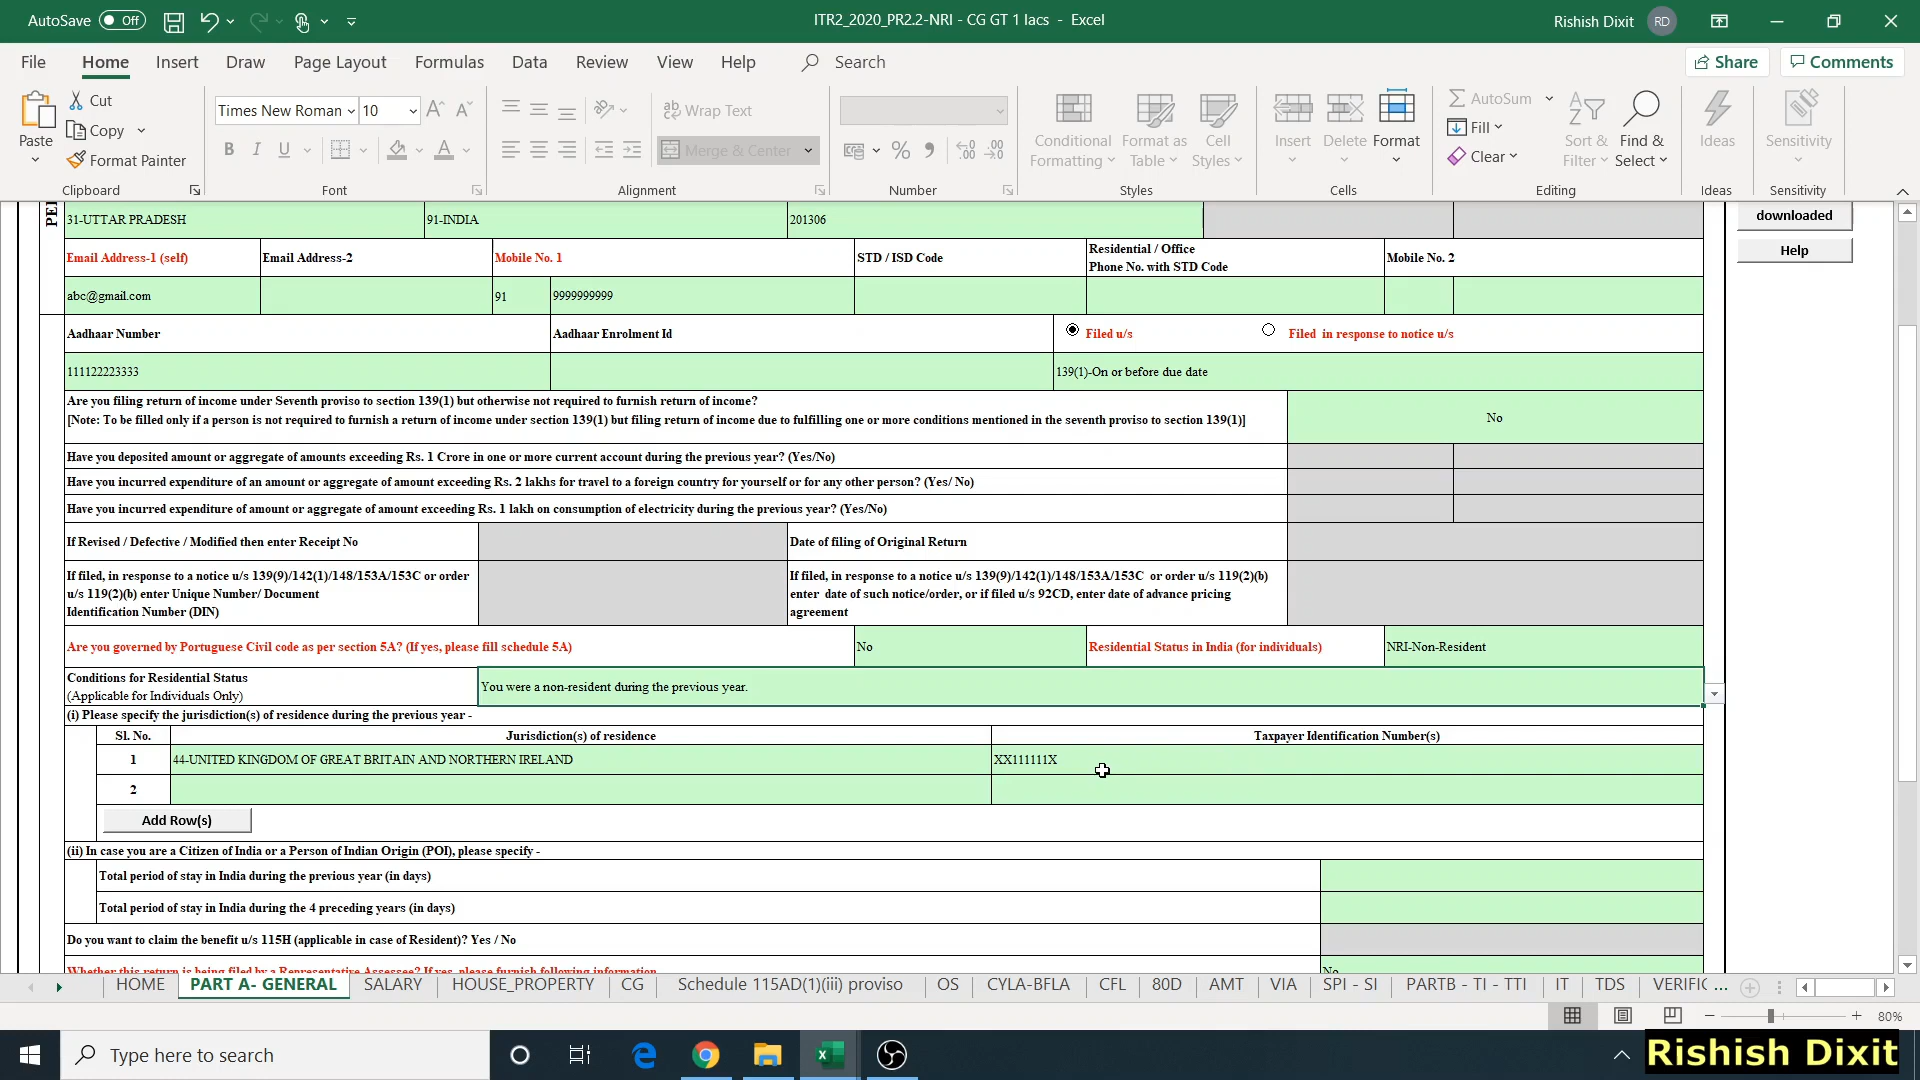 AutoSave Off
ITR2_2020_PR2.2-NRI - CG GT 1 lacs - Excel
Rishish Dixit RD
File Home Insert Draw Page Layout Formulas Data Review View Help Search
Share Comments
Paste Cut Copy Format Painter Clipboard
Times New Roman 10 B I U A Font
ab Wrap Text Merge & Center Alignment
% Number
Conditional Formatting Format as Table Cell Styles Styles
Insert Delete Format Cells
AutoSum Fill Clear Sort & Filter Find & Select Editing
Ideas Ideas
Sensitivity Sensitivity
31-UTTAR PRADESH 91-INDIA 201306
downloaded
Help
Email Address-1 (self) Email Address-2 Mobile No. 1 STD / ISD Code Residential / Office
Phone No. with STD Code Mobile No. 2
abc@gmail.com 91 9999999999
Aadhaar Number Aadhaar Enrolment Id Filed u/s Filed in response to notice u/s
111122223333 139(1)-On or before due date
Are you filing return of income under Seventh proviso to section 139(1) but otherwise not required to furnish return of income?
[Note: To be filled only if a person is not required to furnish a return of income under section 139(1) but filing return of income due to fulfilling one or more conditions mentioned in the seventh proviso to section 139(1)]
No
Have you deposited amount or aggregate of amounts exceeding Rs. 1 Crore in one or more current account during the previous year? (Yes/No)
Have you incurred expenditure of an amount or aggregate of amount exceeding Rs. 2 lakhs for travel to a foreign country for yourself or for any other person? (Yes/ No)
Have you incurred expenditure of amount or aggregate of amount exceeding Rs. 1 lakh on consumption of electricity during the previous year? (Yes/No)
If Revised / Defective / Modified then enter Receipt No Date of filing of Original Return
If filed, in response to a notice u/s 139(9)/142(1)/148/153A/153C or order
u/s 119(2)(b) enter Unique Number/ Document
Identification Number (DIN)
If filed, in response to a notice u/s 139(9)/142(1)/148/153A/153C or order u/s 119(2)(b)
enter date of such notice/order, or if filed u/s 92CD, enter date of advance pricing
agreement
Are you governed by Portuguese Civil code as per section 5A? (If yes, please fill schedule 5A) No Residential Status in India (for individuals) NRI-Non-Resident
Conditions for Residential Status
(Applicable for Individuals Only)
You were a non-resident during the previous year.
(i) Please specify the jurisdiction(s) of residence during the previous year -
Sl. No. Jurisdiction(s) of residence Taxpayer Identification Number(s)
1 44-UNITED KINGDOM OF GREAT BRITAIN AND NORTHERN IRELAND XX111111X
2
Add Row(s)
(ii) In case you are a Citizen of India or a Person of Indian Origin (POI), please specify -
Total period of stay in India during the previous year (in days)
Total period of stay in India during the 4 preceding years (in days)
Do you want to claim the benefit u/s 115H (applicable in case of Resident)? Yes / No
Whether this return is being filed by a Representative Assessee? If yes, please furnish following information No
HOME PART A- GENERAL SALARY HOUSE_PROPERTY CG Schedule 115AD(1)(iii) proviso OS CYLA-BFLA CFL 80D AMT VIA SPI - SI PARTB - TI - TTI IT TDS VERIFIC ...
80%
Type here to search
Rishish Dixit